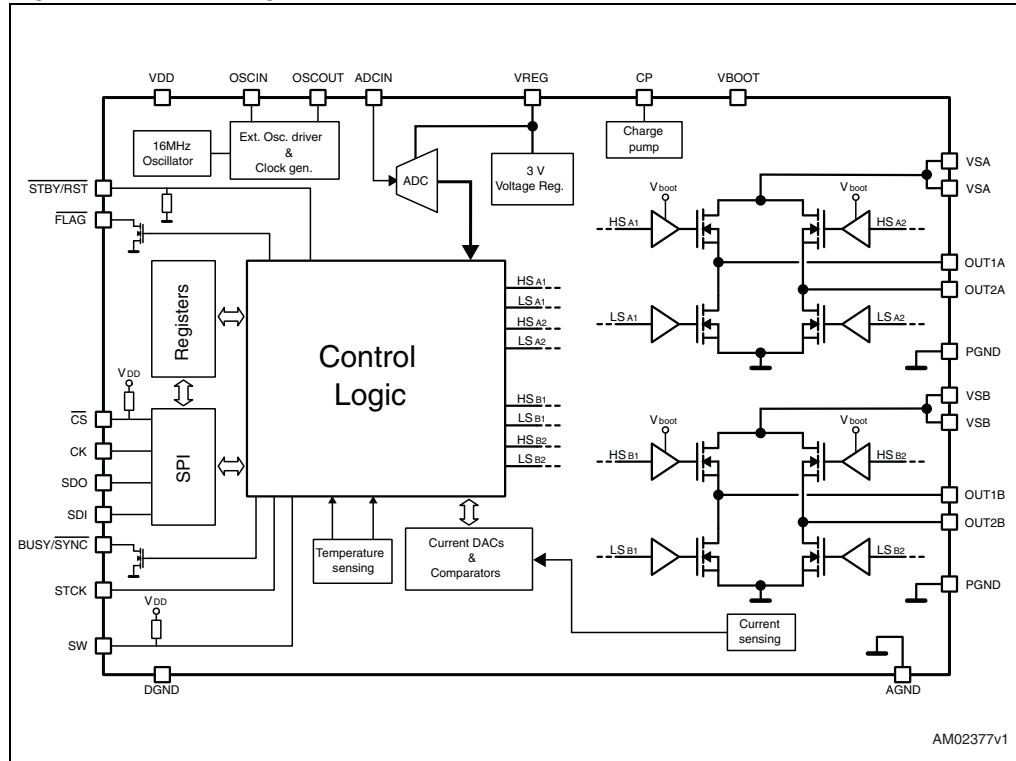 VDD OSCIN OSCOUT ADCIN VREG CP VBOOT
16MHz
Oscillator
Ext. Osc. driver
&
Clock gen.
ADC
3 V
Voltage Reg.
Charge
pump
STBY/RST
FLAG
Registers
VDD
CS
CK
SDO
SDI
SPI
BUSY/SYNC
STCK
VDD
SW
DGND
Control
Logic
HS A1
LS A1
HS A2
LS A2
HS B1
LS B1
HS B2
LS B2
Temperature
sensing
Current DACs
&
Comparators
Current
sensing
Vboot Vboot
HS A1 HS A2
LS A1 LS A2
VSA
VSA
OUT1A
OUT2A
PGND
Vboot Vboot
HS B1 HS B2
LS B1 LS B2
VSB
VSB
OUT1B
OUT2B
PGND
AGND
AM02377v1